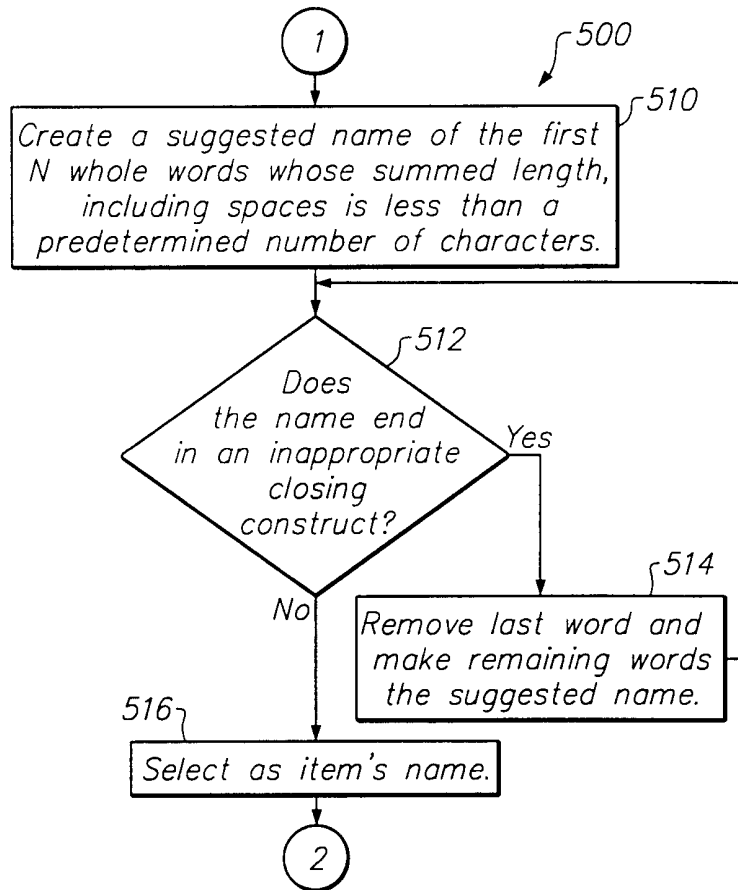 1
500
510
Create a suggested name of the first
N whole words whose summed length,
including spaces is less than a
predetermined number of characters.
512
Does
the name end
in an inappropriate
closing
construct?
Yes
No
514
Remove last word and
make remaining words
the suggested name.
516
Select as item's name.
2